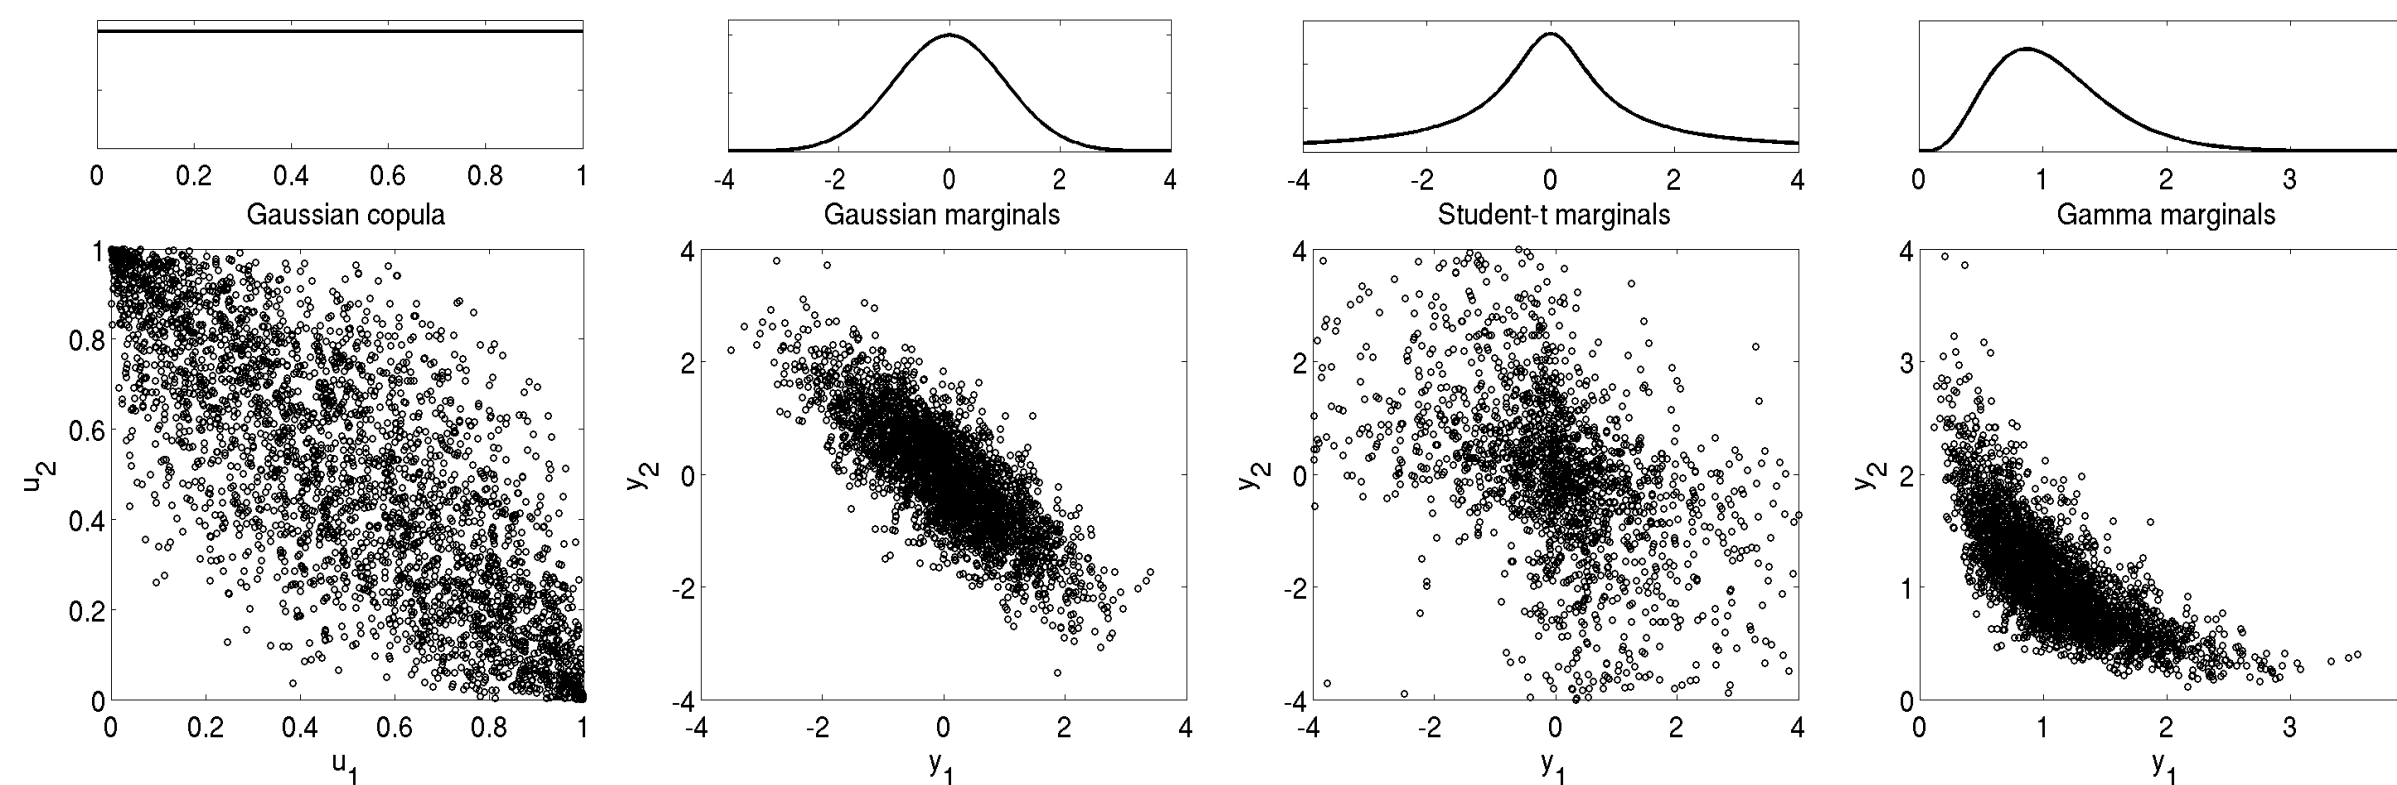 0 0.2 0.4 0.6 0.8 1
-4 -2 0 2 4
-4 -2 0 2 4
0 1 2 3
Gaussian copula
Gaussian marginals
Student-t marginals
Gamma marginals
1
0.8
0.6
0.4
0.2
0
u2
0 0.2 0.4 0.6 0.8 1
u1
4
2
0
-2
-4
y2
-4 -2 0 2 4
y1
4
2
0
-2
-4
y2
-4 -2 0 2 4
y1
4
3
2
1
0
y2
0 1 2 3
y1